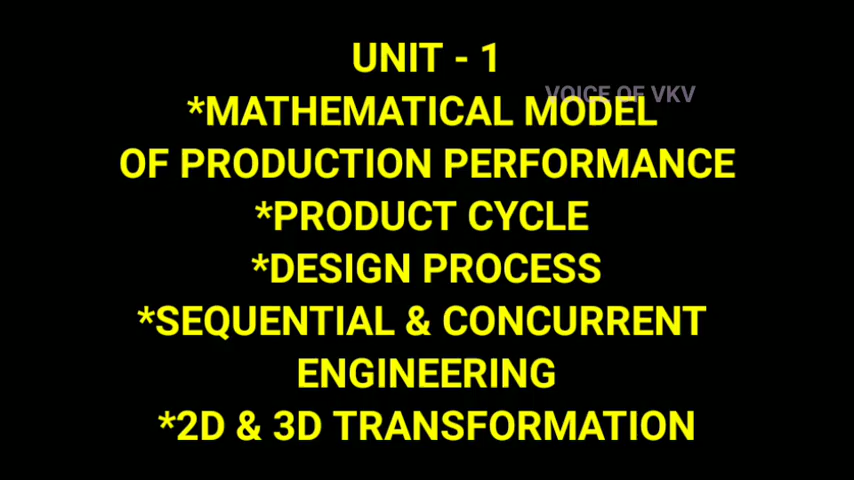 UNIT - 1
VOICE OF VKV
*MATHEMATICAL MODEL
OF PRODUCTION PERFORMANCE
*PRODUCT CYCLE
*DESIGN PROCESS
*SEQUENTIAL & CONCURRENT
ENGINEERING
*2D & 3D TRANSFORMATION